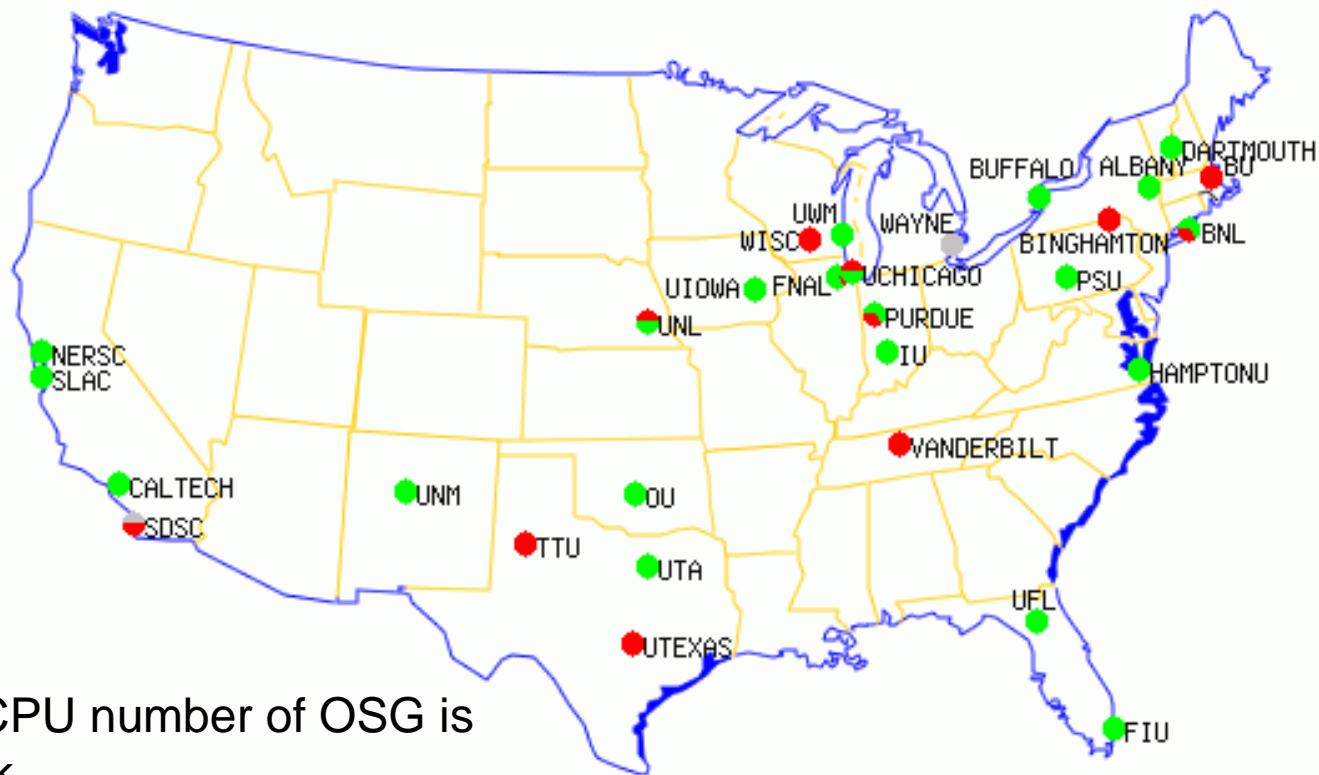 DARTMOUTH
BUFFALO
ALBANY
BU
UWM
WAYNE
WISC
BINGHAMTON
BNL
UIOWA
FNAL
UCHICAGO
PSU
UNL
PURDUE
NERSC
IU
SLAC
HAMPTONU
VANDERBILT
CALTECH
UNM
OU
SDSC
TTU
UTA
UFL
UTEXAS
CPU number of OSG is
FIU